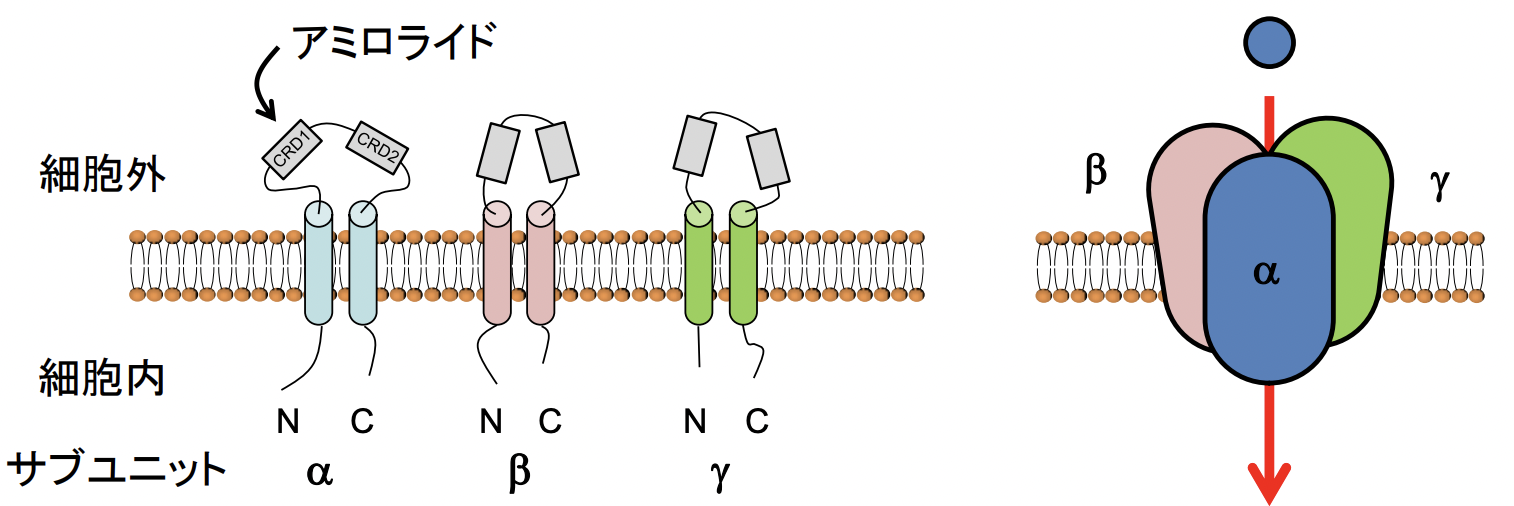 アミロライド
CRD1 CRD2
細胞外
細胞内
N C N C N C
サブユニット α β γ
β γ
α